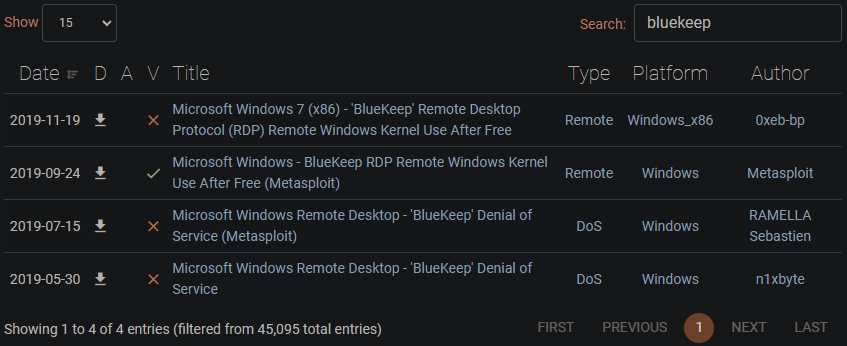 Show 15 Search: bluekeep
Date D A V Title Type Platform Author
2019-11-19 Microsoft Windows 7 (x86) - 'BlueKeep' Remote Desktop Remote Windows_x86 0xeb-bp
Protocol (RDP) Remote Windows Kernel Use After Free
2019-09-24 Microsoft Windows - BlueKeep RDP Remote Windows Kernel Remote Windows Metasploit
Use After Free (Metasploit)
2019-07-15 Microsoft Windows Remote Desktop - 'BlueKeep' Denial of DoS Windows RAMELLA
Service (Metasploit) Sebastien
2019-05-30 Microsoft Windows Remote Desktop - 'BlueKeep' Denial of DoS Windows n1xbyte
Service
Showing 1 to 4 of 4 entries (filtered from 45,095 total entries) FIRST PREVIOUS 1 NEXT LAST